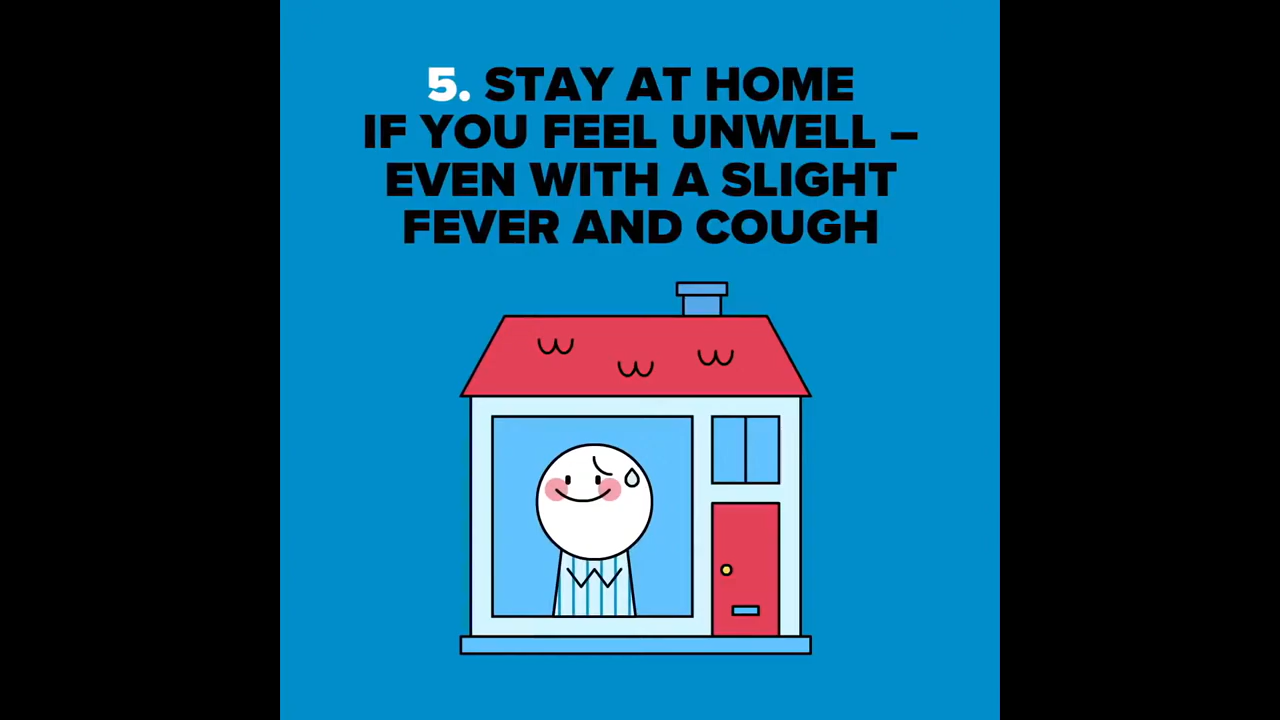 5. STAY AT HOME
IF YOU FEEL UNWELL –
EVEN WITH A SLIGHT
FEVER AND COUGH